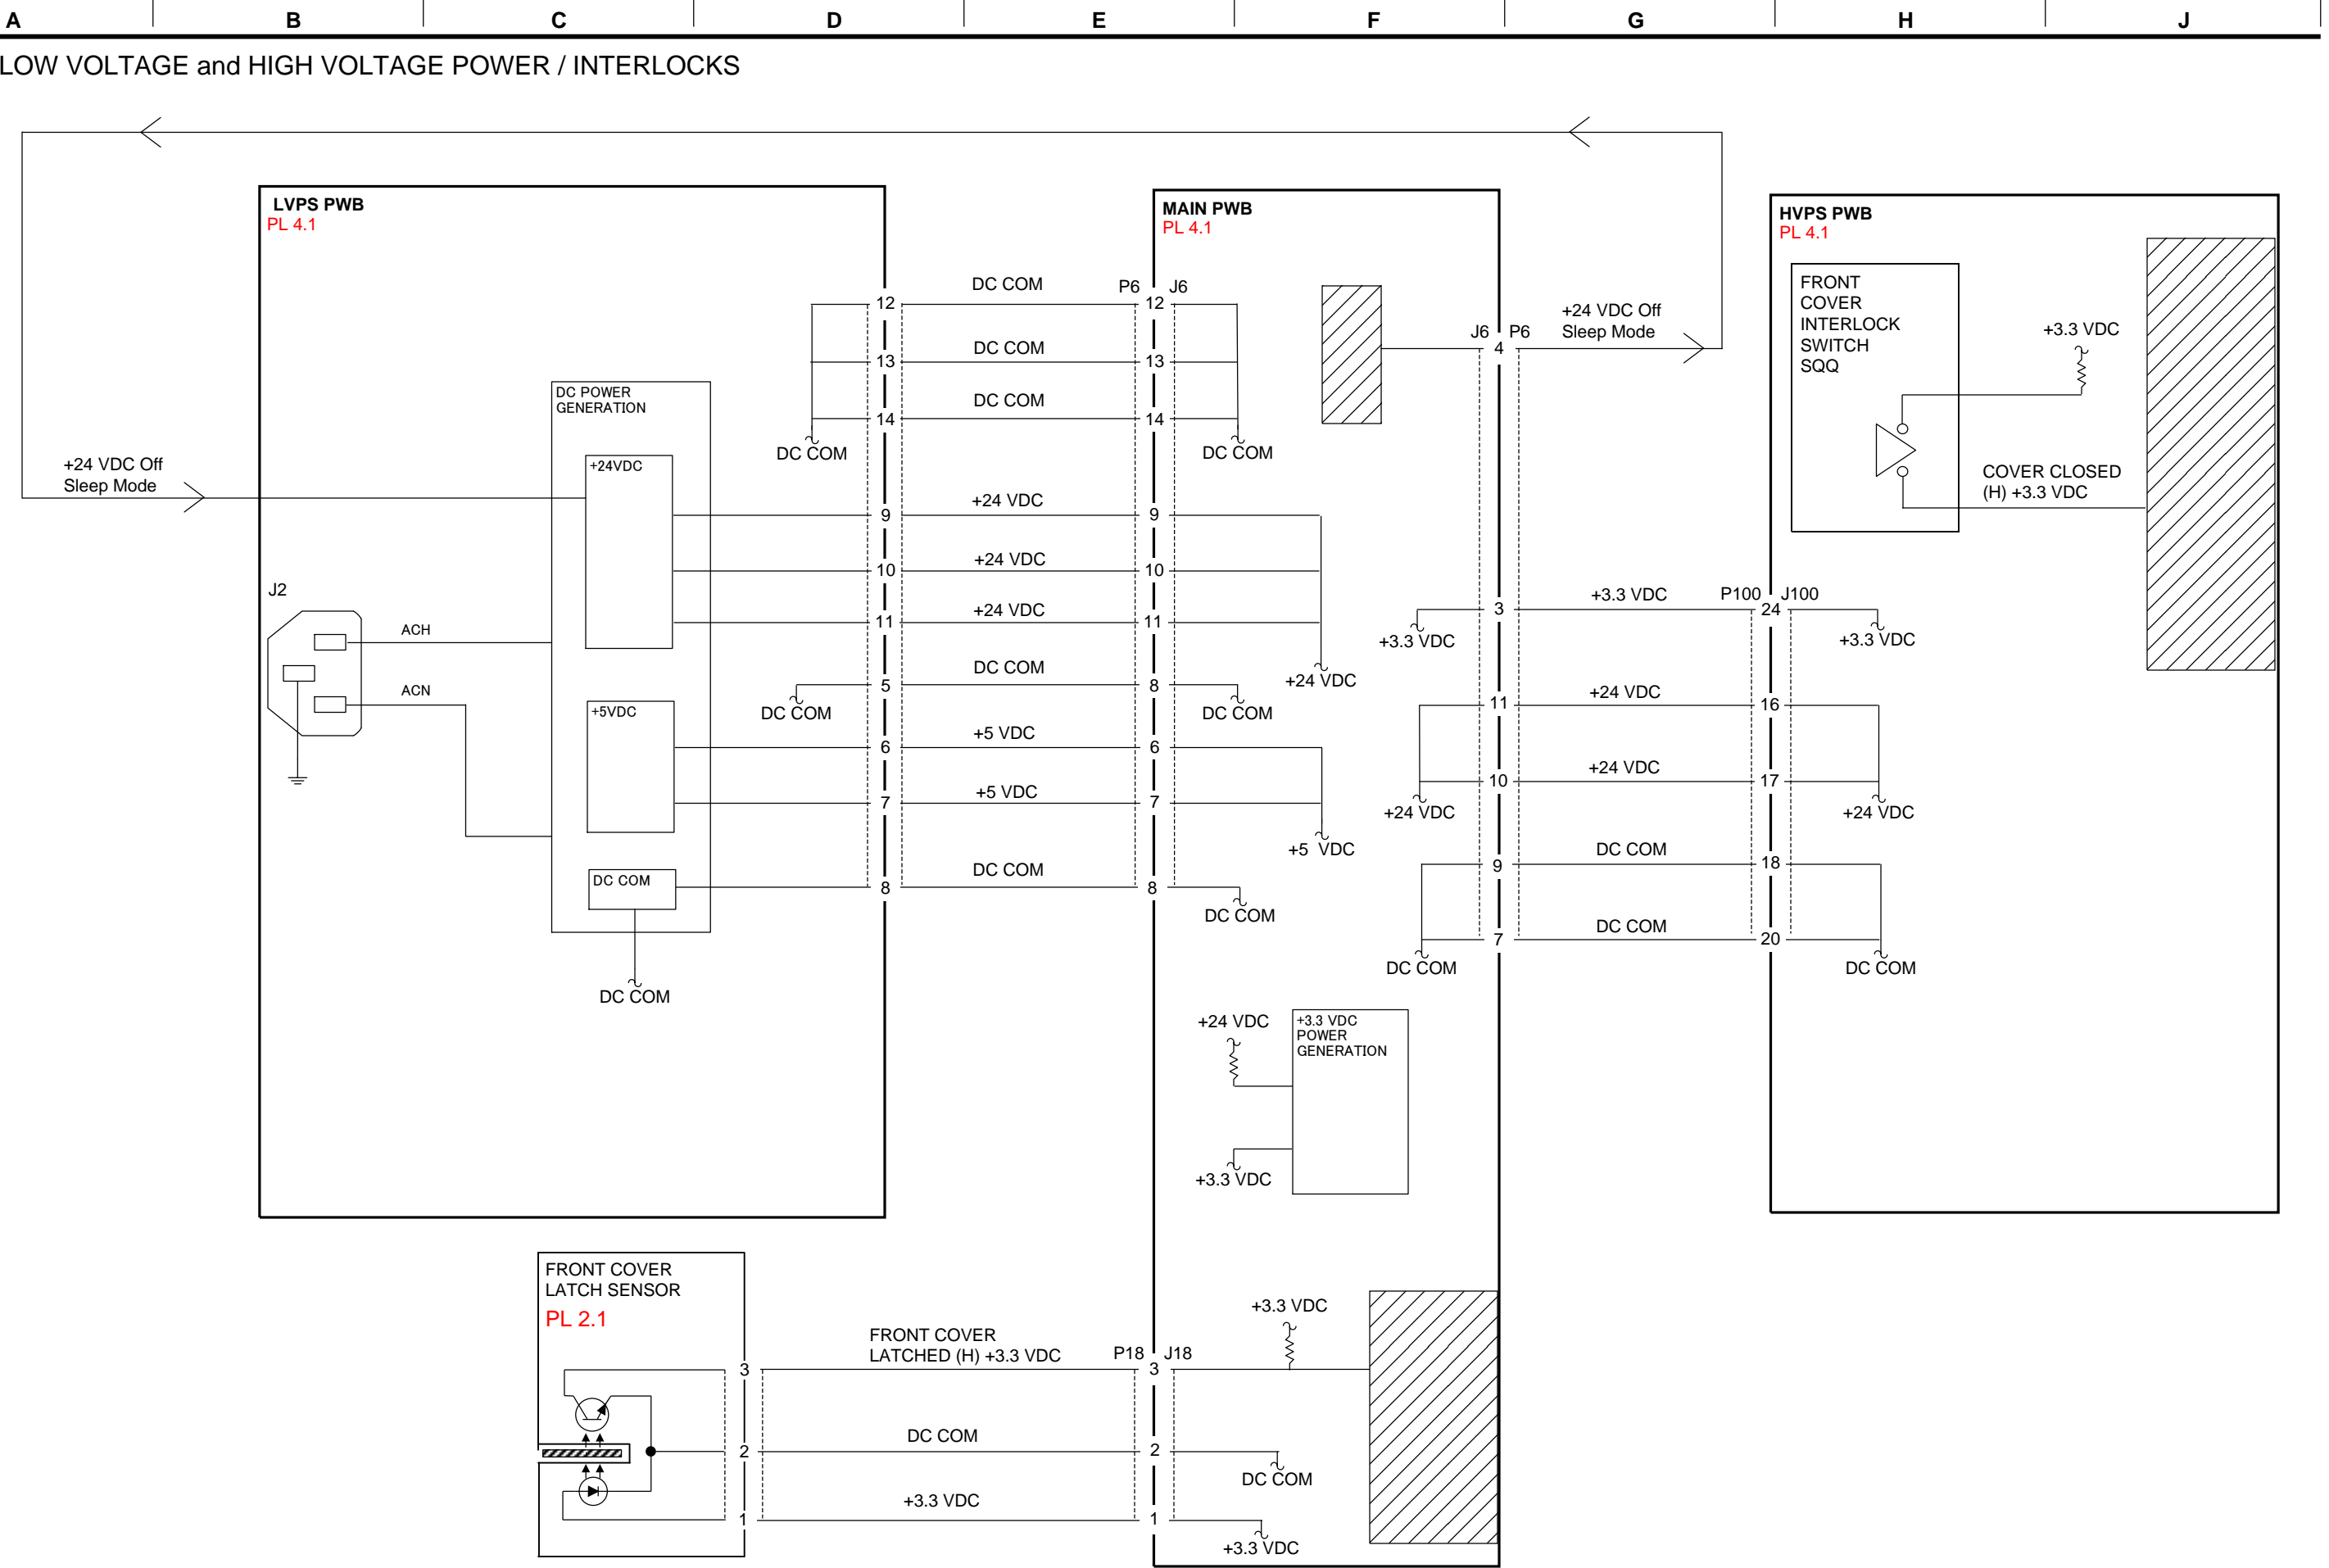 A B C D E F G H J
LOW VOLTAGE and HIGH VOLTAGE POWER / INTERLOCKS
LVPS PWB
PL 4.1
+24 VDC Off
Sleep Mode
J2
ACH
ACN
DC POWER
GENERATION
+24VDC
+5VDC
DC COM
DC COM
DC COM
DC COM
12
13
14
9
10
11
5
6
7
8
DC COM
DC COM
DC COM
+24 VDC
+24 VDC
+24 VDC
DC COM
+5 VDC
+5 VDC
DC COM
MAIN PWB
PL 4.1
P6 J6
12
13
14
9
10
11
8
6
7
8
DC COM
+24 VDC
DC COM
+5 VDC
DC COM
+24 VDC
+3.3 VDC
POWER
GENERATION
+3.3 VDC
J6 P6
4
3
11
10
9
7
+24 VDC Off
Sleep Mode
+3.3 VDC
+24 VDC
DC COM
+3.3 VDC
+24 VDC
+24 VDC
DC COM
DC COM
HVPS PWB
PL 4.1
FRONT
COVER
INTERLOCK
SWITCH
SQQ
+3.3 VDC
COVER CLOSED
(H) +3.3 VDC
P100 J100
24
16
17
18
20
+3.3 VDC
+24 VDC
DC COM
FRONT COVER
LATCH SENSOR
PL 2.1
3
2
1
FRONT COVER
LATCHED (H) +3.3 VDC
DC COM
+3.3 VDC
P18 J18
3
2
1
+3.3 VDC
DC COM
+3.3 VDC